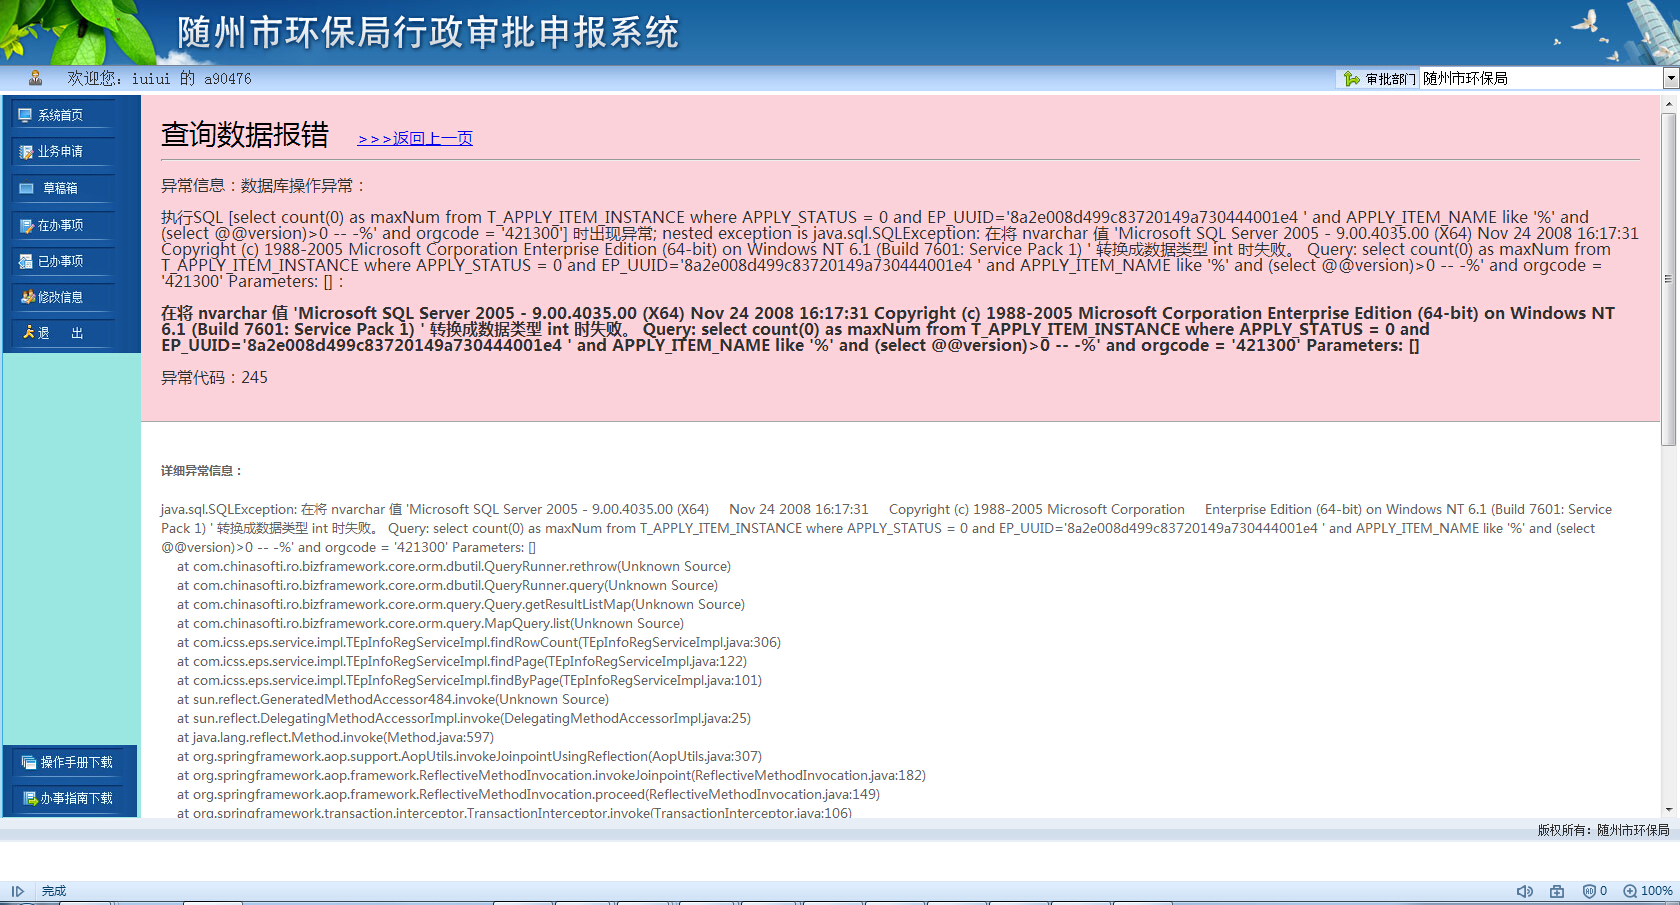 随州市环保局行政审批申报系统
欢迎您：iuiui 的 a90476
审批部门 随州市环保局
系统首页
业务申请
草稿箱
在办事项
已办事项
修改信息
退 出
操作手册下载
办事指南下载
查询数据报错 >>>返回上一页
异常信息：数据库操作异常：
执行SQL [select count(0) as maxNum from T_APPLY_ITEM_INSTANCE where APPLY_STATUS = 0 and EP_UUID='8a2e008d499c83720149a730444001e4 ' and APPLY_ITEM_NAME like '%' and
(select @@version)>0 -- -%' and orgcode = '421300'] 时出现异常; nested exception is java.sql.SQLException: 在将 nvarchar 值 'Microsoft SQL Server 2005 - 9.00.4035.00 (X64) Nov 24 2008 16:17:31
Copyright (c) 1988-2005 Microsoft Corporation Enterprise Edition (64-bit) on Windows NT 6.1 (Build 7601: Service Pack 1) ' 转换成数据类型 int 时失败。 Query: select count(0) as maxNum from
T_APPLY_ITEM_INSTANCE where APPLY_STATUS = 0 and EP_UUID='8a2e008d499c83720149a730444001e4 ' and APPLY_ITEM_NAME like '%' and (select @@version)>0 -- -%' and orgcode =
'421300' Parameters: []：
在将 nvarchar 值 'Microsoft SQL Server 2005 - 9.00.4035.00 (X64) Nov 24 2008 16:17:31 Copyright (c) 1988-2005 Microsoft Corporation Enterprise Edition (64-bit) on Windows NT
6.1 (Build 7601: Service Pack 1) ' 转换成数据类型 int 时失败。 Query: select count(0) as maxNum from T_APPLY_ITEM_INSTANCE where APPLY_STATUS = 0 and
EP_UUID='8a2e008d499c83720149a730444001e4 ' and APPLY_ITEM_NAME like '%' and (select @@version)>0 -- -%' and orgcode = '421300' Parameters: []
异常代码：245
详细异常信息：
java.sql.SQLException: 在将 nvarchar 值 'Microsoft SQL Server 2005 - 9.00.4035.00 (X64) Nov 24 2008 16:17:31 Copyright (c) 1988-2005 Microsoft Corporation Enterprise Edition (64-bit) on Windows NT 6.1 (Build 7601: Service
Pack 1) ' 转换成数据类型 int 时失败。 Query: select count(0) as maxNum from T_APPLY_ITEM_INSTANCE where APPLY_STATUS = 0 and EP_UUID='8a2e008d499c83720149a730444001e4 ' and APPLY_ITEM_NAME like '%' and (select
@@version)>0 -- -%' and orgcode = '421300' Parameters: []
at com.chinasofti.ro.bizframework.core.orm.dbutil.QueryRunner.rethrow(Unknown Source)
at com.chinasofti.ro.bizframework.core.orm.dbutil.QueryRunner.query(Unknown Source)
at com.chinasofti.ro.bizframework.core.orm.query.Query.getResultListMap(Unknown Source)
at com.chinasofti.ro.bizframework.core.orm.query.MapQuery.list(Unknown Source)
at com.icss.eps.service.impl.TEpInfoRegServiceImpl.findRowCount(TEpInfoRegServiceImpl.java:306)
at com.icss.eps.service.impl.TEpInfoRegServiceImpl.findPage(TEpInfoRegServiceImpl.java:122)
at com.icss.eps.service.impl.TEpInfoRegServiceImpl.findByPage(TEpInfoRegServiceImpl.java:101)
at sun.reflect.GeneratedMethodAccessor484.invoke(Unknown Source)
at sun.reflect.DelegatingMethodAccessorImpl.invoke(DelegatingMethodAccessorImpl.java:25)
at java.lang.reflect.Method.invoke(Method.java:597)
at org.springframework.aop.support.AopUtils.invokeJoinpointUsingReflection(AopUtils.java:307)
at org.springframework.aop.framework.ReflectiveMethodInvocation.invokeJoinpoint(ReflectiveMethodInvocation.java:182)
at org.springframework.aop.framework.ReflectiveMethodInvocation.proceed(ReflectiveMethodInvocation.java:149)
at org.springframework.transaction.interceptor.TransactionInterceptor.invoke(TransactionInterceptor.java:106)
版权所有：随州市环保局
完成
0 100%